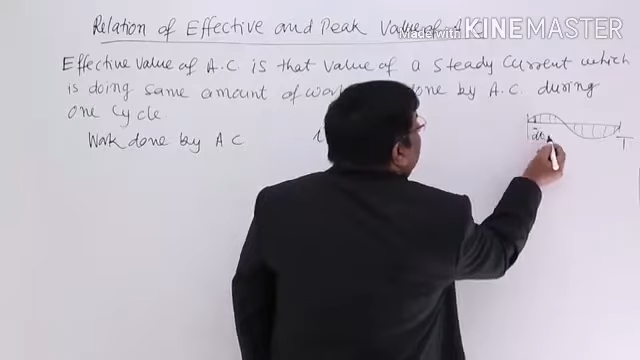 Relation of Effective and Peak Value of A.C
Made with KINEMASTER
Effective value of A.C. is that value of a steady current which
is doing same amount of work done by A.C. during
one cycle
Work done by A C
i
T